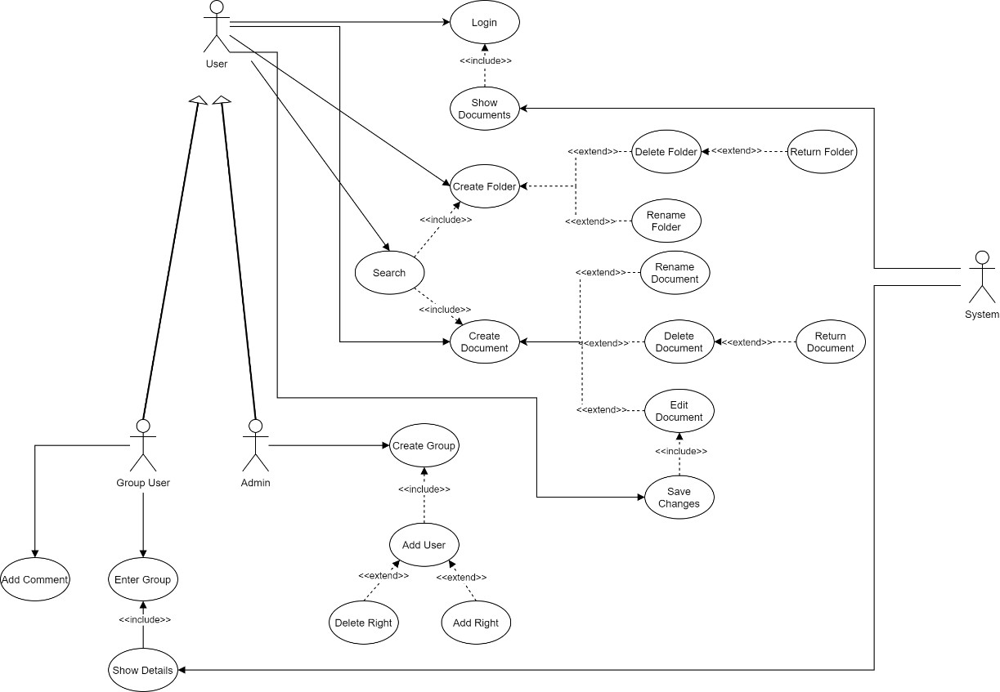 Login
User
<<include>>
Show
Documents
<<extend>>
Delete Folder
<<extend>>
Return Folder
Create Folder
<<include>>
<<extend>>
Rename
Folder
Search
<<extend>>
Rename
Document
System
<<include>>
Create
Document
<<extend>>
Delete
Document
<<extend>>
Return
Document
<<extend>>
Edit
Document
Create Group
<<include>>
Group User
Admin
<<include>>
Save
Changes
Add User
<<extend>>
<<extend>>
Add Comment
Enter Group
<<include>>
Delete Right
Add Right
Show Details